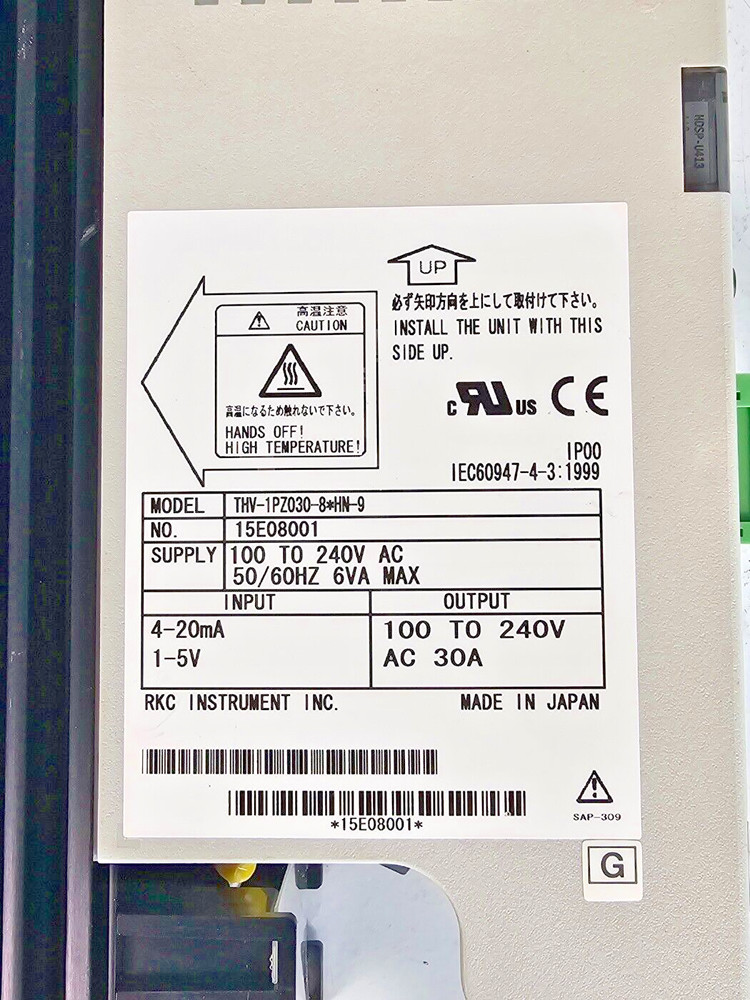 HDSP-U413
UP
必ず矢印方向を上にして取付けて下さい。
INSTALL THE UNIT WITH THIS
SIDE UP.
高温注意
CAUTION
高温になるため触れないで下さい。
HANDS OFF!
HIGH TEMPERATURE!
c RU US CE
IP00
IEC60947-4-3:1999
MODEL THV-1PZ030-8*HN-9
NO. 15E08001
SUPPLY 100 TO 240V AC
50/60HZ 6VA MAX
INPUT OUTPUT
4-20mA 100 TO 240V
1-5V AC 30A
RKC INSTRUMENT INC. MADE IN JAPAN
*15E08001*
SAP-309
G